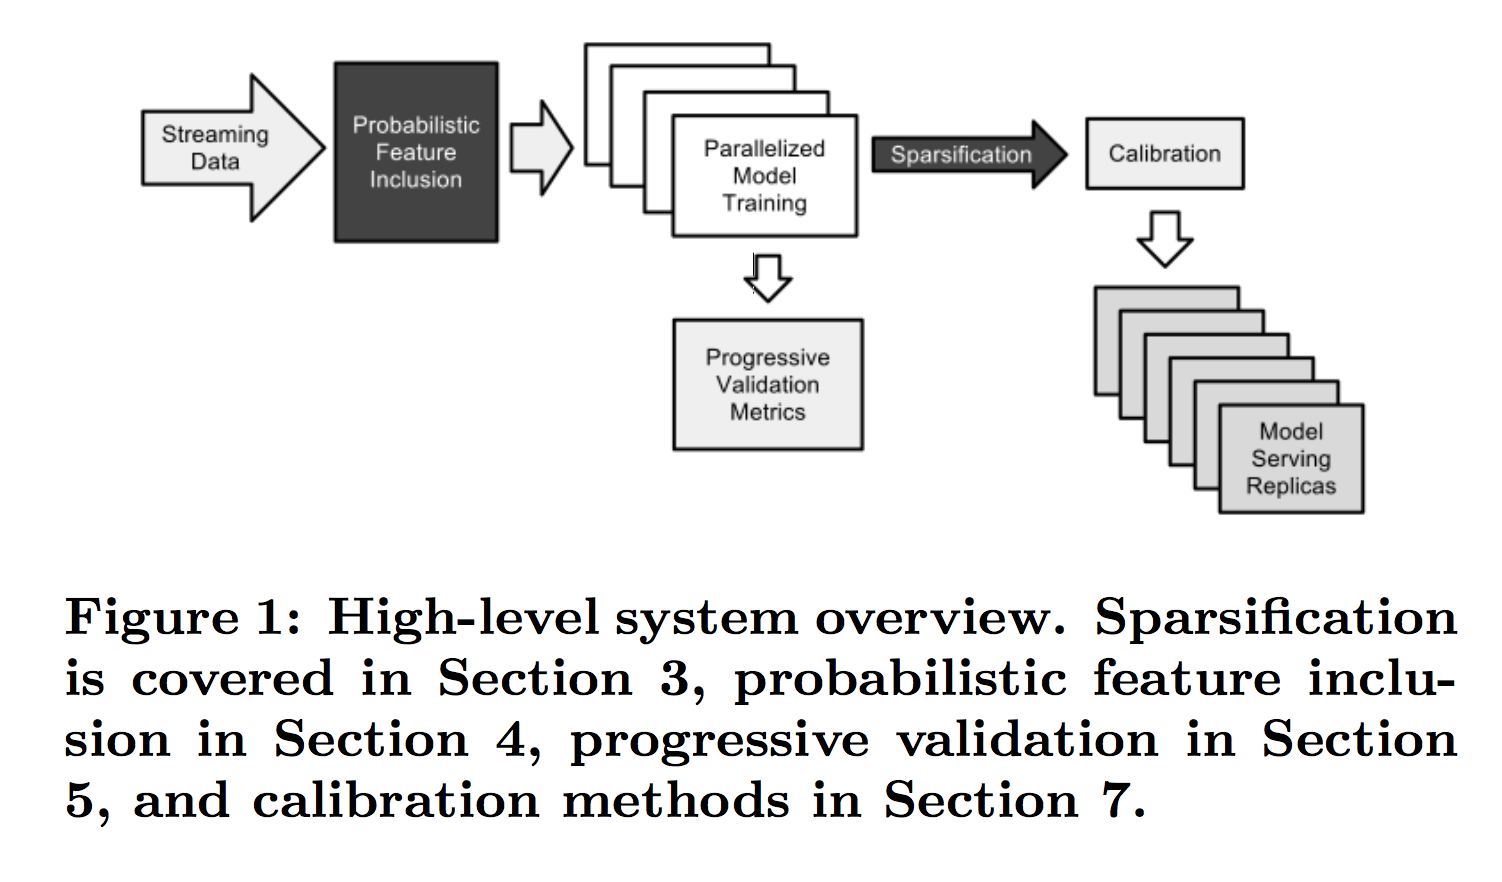 Streaming
Data
Probabilistic
Feature
Inclusion
Parallelized
Model
Training
Sparsification
Calibration
Progressive
Validation
Metrics
Model
Serving
Replicas
Figure 1: High-level system overview. Sparsification
is covered in Section 3, probabilistic feature inclu-
sion in Section 4, progressive validation in Section
5, and calibration methods in Section 7.